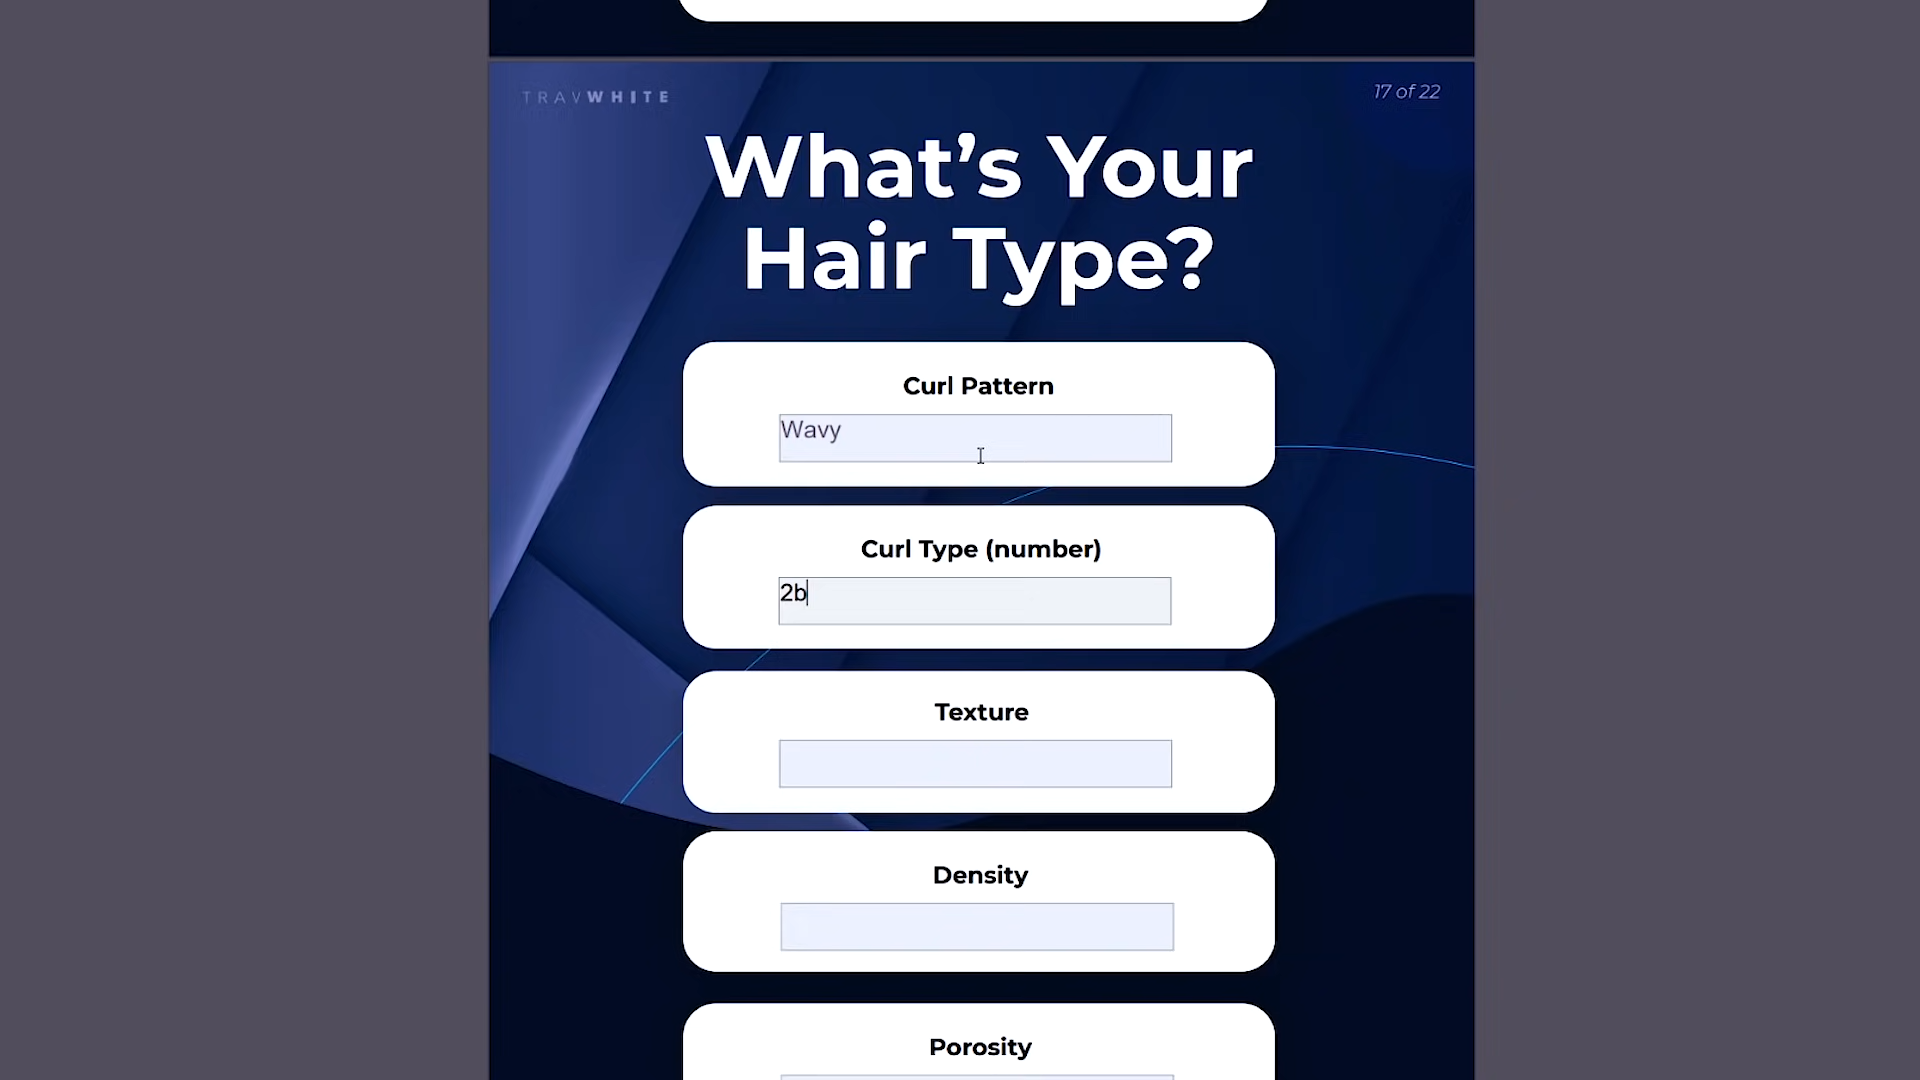 TRAVWHITE
17 of 22
What’s Your
Hair Type?
Curl Pattern
Wavy
Curl Type (number)
2b
Texture
Density
Porosity